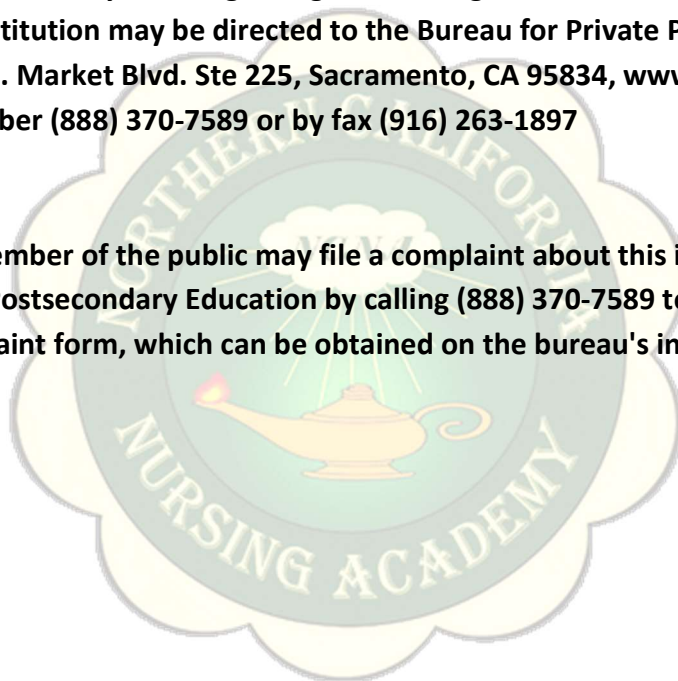 titution may be directed to the Bureau for Private P
. Market Blvd. Ste 225, Sacramento, CA 95834, www
ber (888) 370-7589 or by fax (916) 263-1897
ember of the public may file a complaint about this i
ostsecondary Education by calling (888) 370-7589 t
aint form, which can be obtained on the bureau's in
NORTHERN CALIFORNIA
NCNA
NURSING ACADEMY